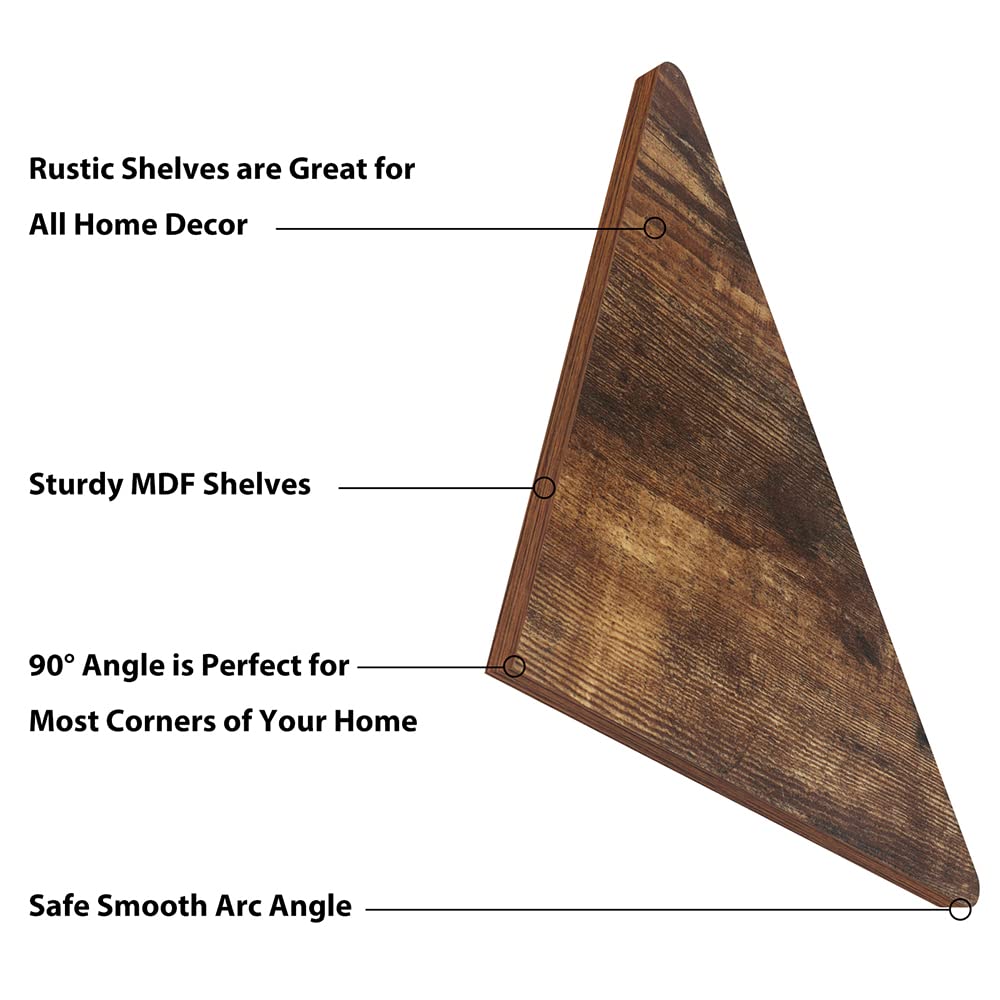 Rustic Shelves are Great for
All Home Decor
Sturdy MDF Shelves
90° Angle is Perfect for
Most Corners of Your Home
Safe Smooth Arc Angle